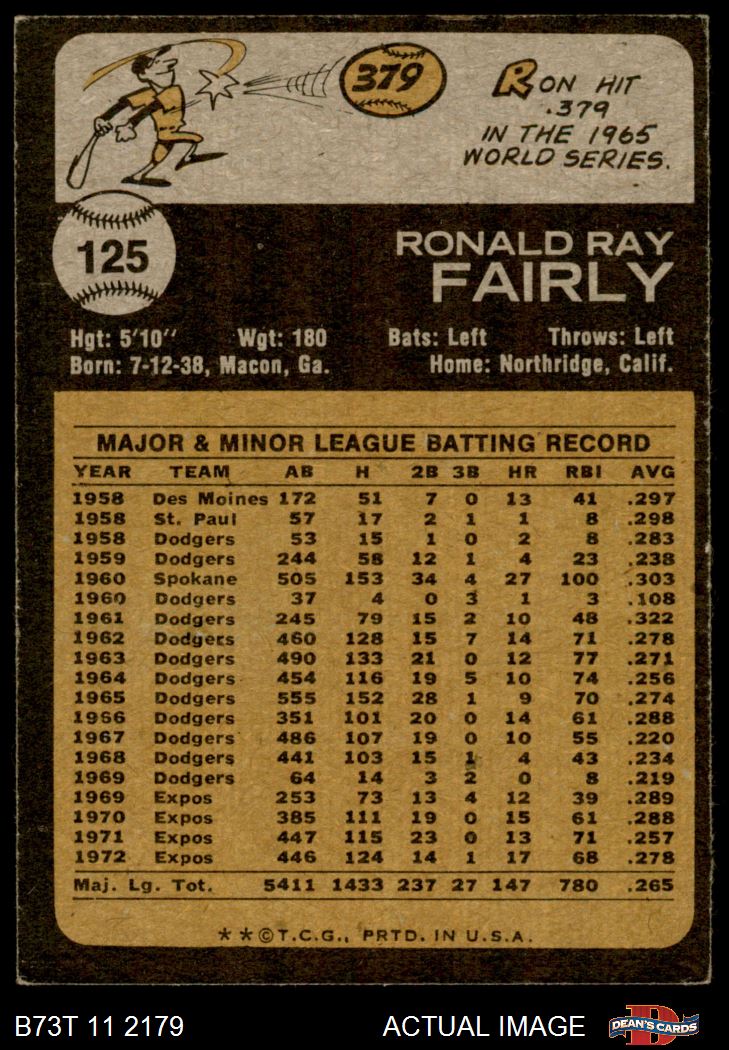 379
RON HIT
.379
IN THE 1965
WORLD SERIES.
125
RONALD RAY
FAIRLY
Hgt: 5'10'' Wgt: 180 Bats: Left Throws: Left
Born: 7-12-38, Macon, Ga. Home: Northridge, Calif.
MAJOR & MINOR LEAGUE BATTING RECORD
YEAR TEAM AB H 2B 3B HR RBI AVG
1958 Des Moines 172 51 7 0 13 41 .297
1958 St. Paul 57 17 2 1 1 8 .298
1958 Dodgers 53 15 1 0 2 8 .283
1959 Dodgers 244 58 12 1 4 23 .238
1960 Spokane 505 153 34 4 27 100 .303
1960 Dodgers 37 4 0 3 1 3 .108
1961 Dodgers 245 79 15 2 10 48 .322
1962 Dodgers 460 128 15 7 14 71 .278
1963 Dodgers 490 133 21 0 12 77 .271
1964 Dodgers 454 116 19 5 10 74 .256
1965 Dodgers 555 152 28 1 9 70 .274
1966 Dodgers 351 101 20 0 14 61 .288
1967 Dodgers 486 107 19 0 10 55 .220
1968 Dodgers 441 103 15 1 4 43 .234
1969 Dodgers 64 14 3 2 0 8 .219
1969 Expos 253 73 13 4 12 39 .289
1970 Expos 385 111 19 0 15 61 .288
1971 Expos 447 115 23 0 13 71 .257
1972 Expos 446 124 14 1 17 68 .278
Maj. Lg. Tot. 5411 1433 237 27 147 780 .265
**©T.C.G., PRTD. IN U.S.A.
B73T 11 2179 ACTUAL IMAGE D DEAN'S CARDS